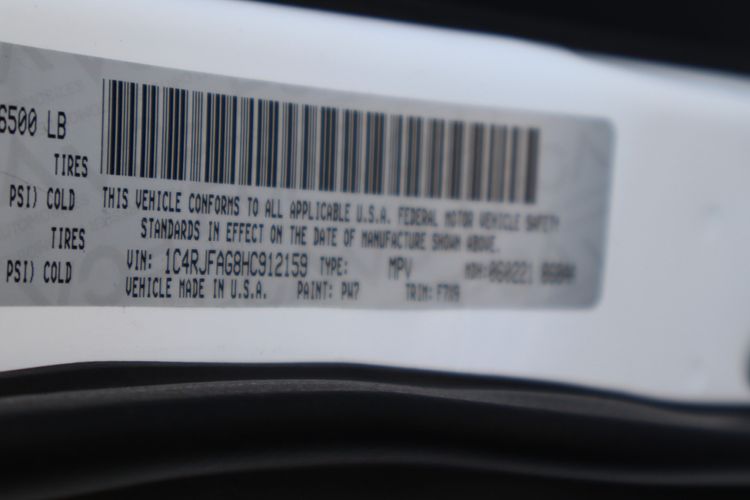 6500 LB
TIRES
PSI) COLD
TIRES
PSI) COLD
THIS VEHICLE CONFORMS TO ALL APPLICABLE U.S.A. FEDERAL MOTOR VEHICLE SAFETY
STANDARDS IN EFFECT ON THE DATE OF MANUFACTURE SHOWN ABOVE.
VIN: 1C4RJFAG8HC912159 TYPE: MPV MDH:
VEHICLE MADE IN U.S.A. PAINT: PW7 TRIM: